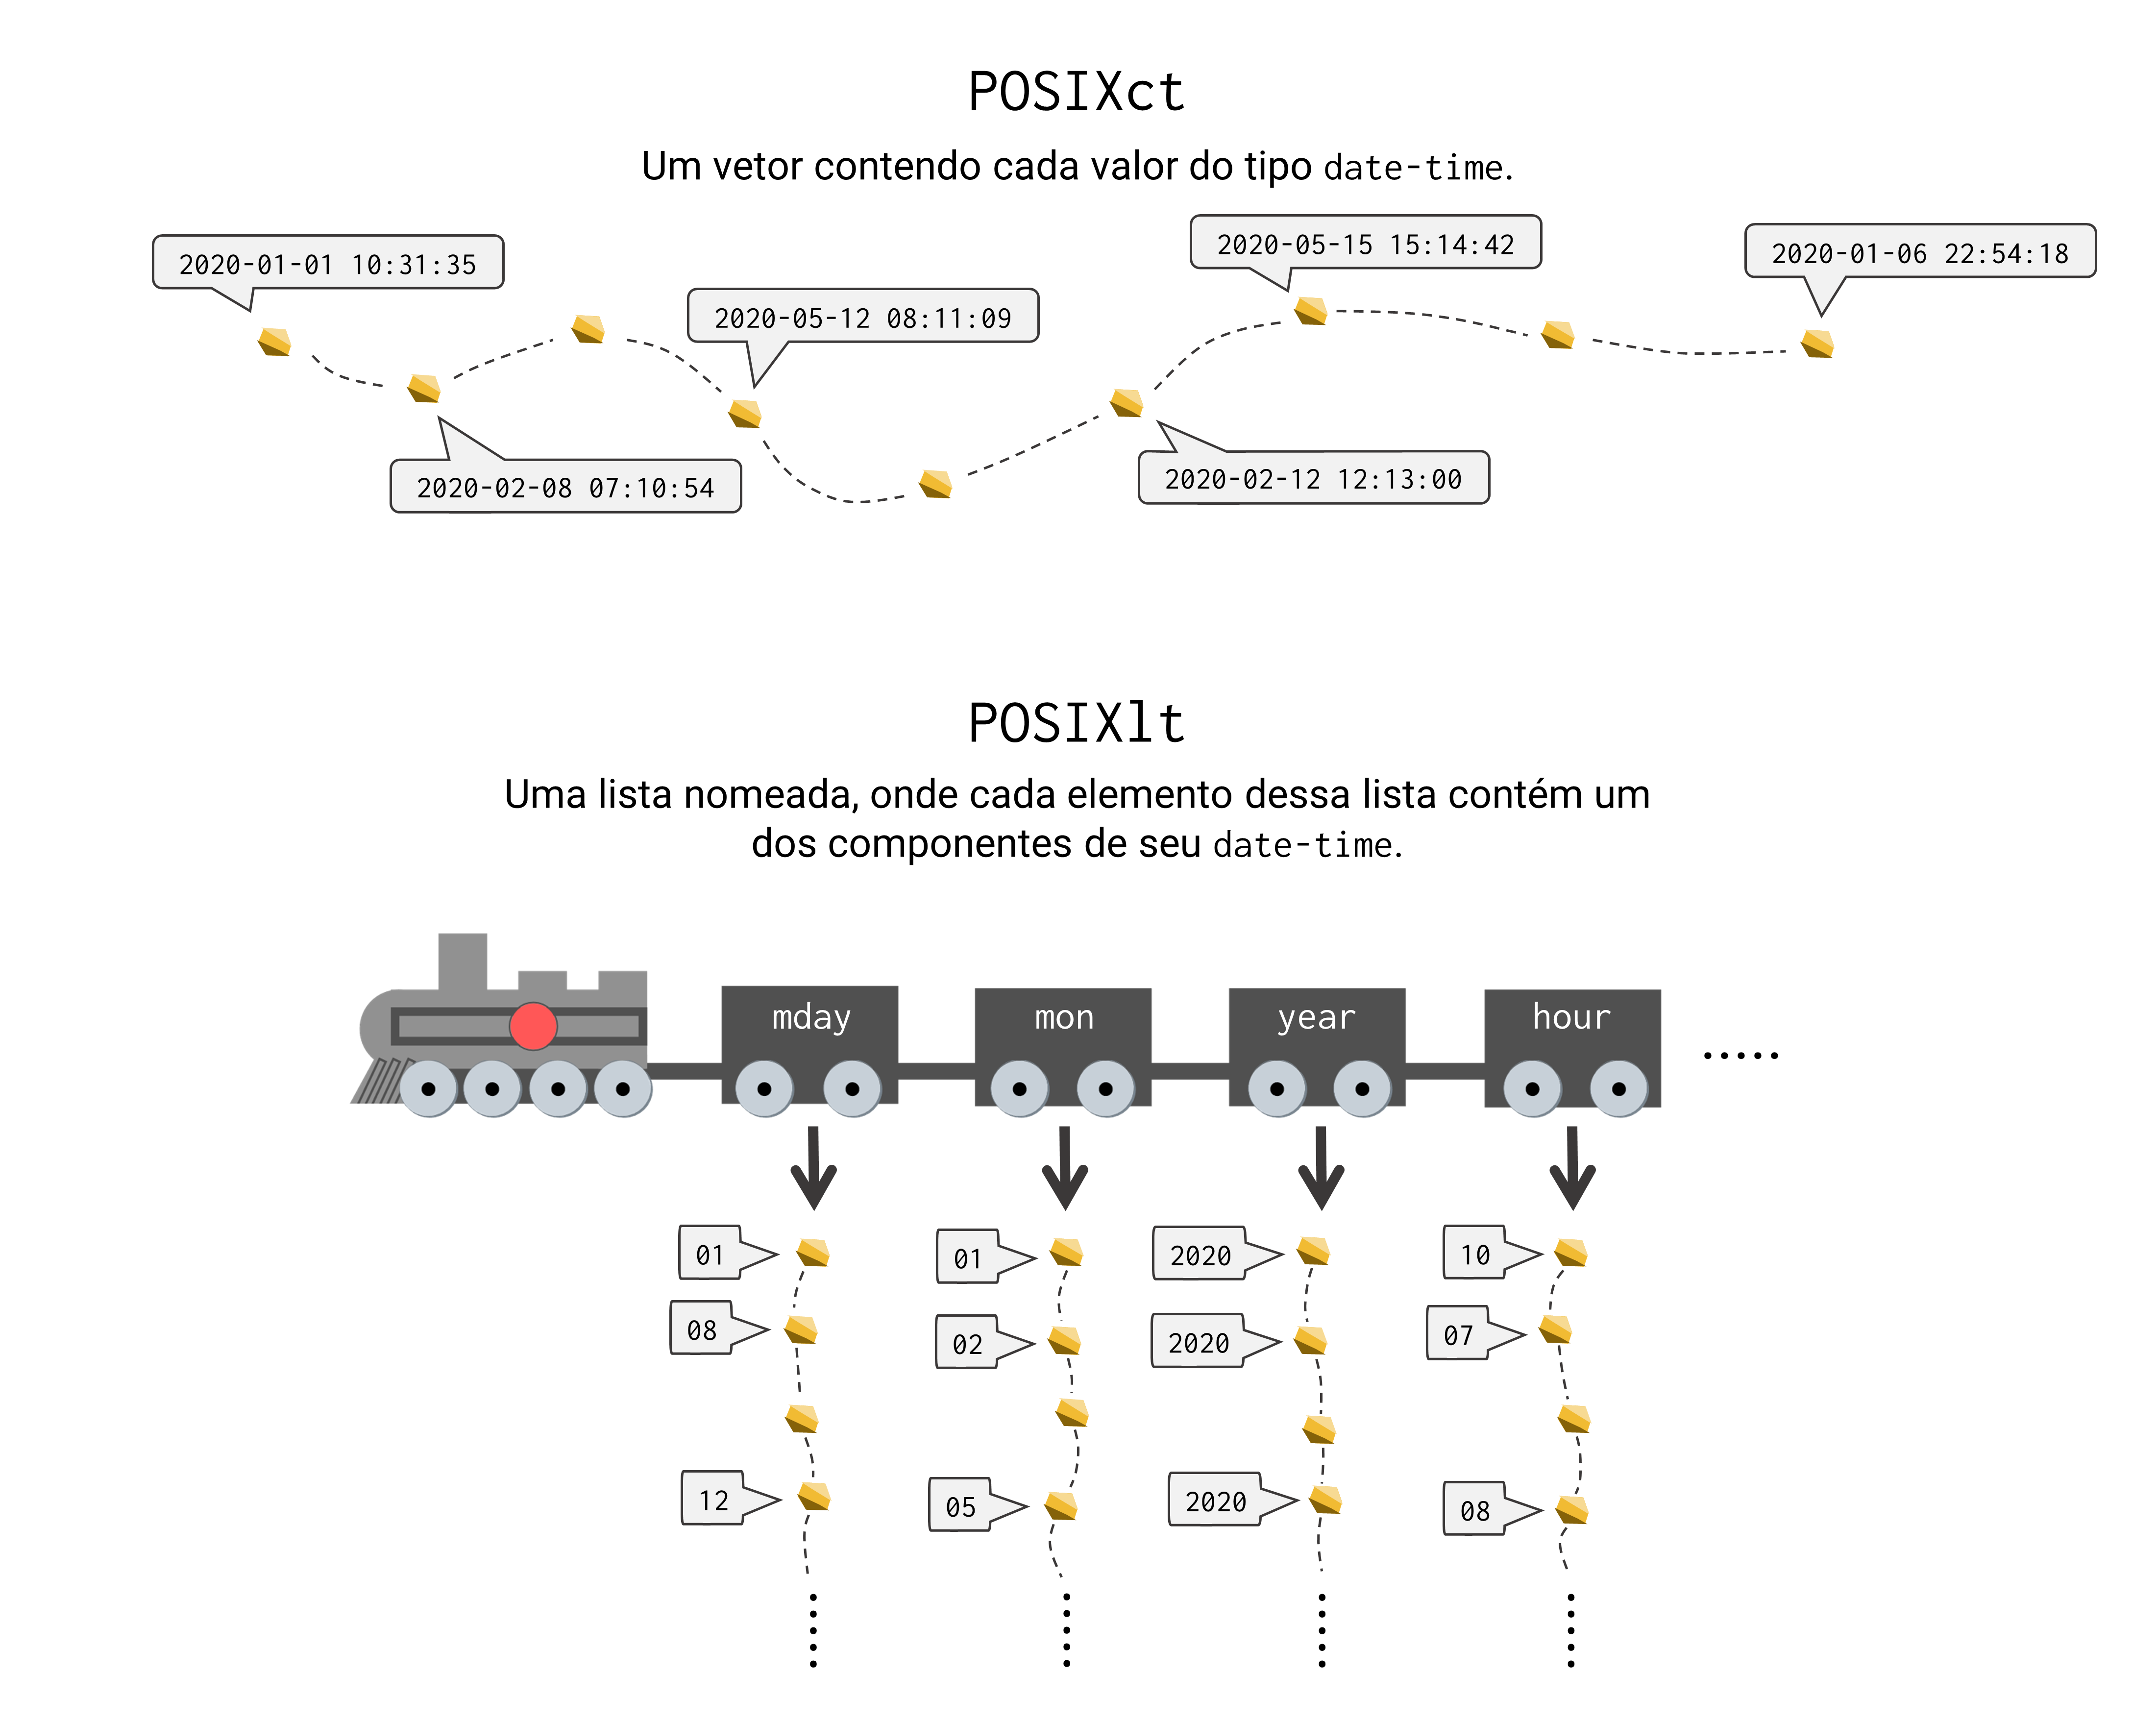 POSIXct
Um vetor contendo cada valor do tipo date-time.
2020-01-01 10:31:35
2020-05-12 08:11:09
2020-05-15 15:14:42
2020-01-06 22:54:18
2020-02-08 07:10:54
2020-02-12 12:13:00
POSIXlt
Uma lista nomeada, onde cada elemento dessa lista contém um
dos componentes de seu date-time.
mday
mon
year
hour
.....
01
01
2020
10
08
02
2020
07
12
05
2020
08